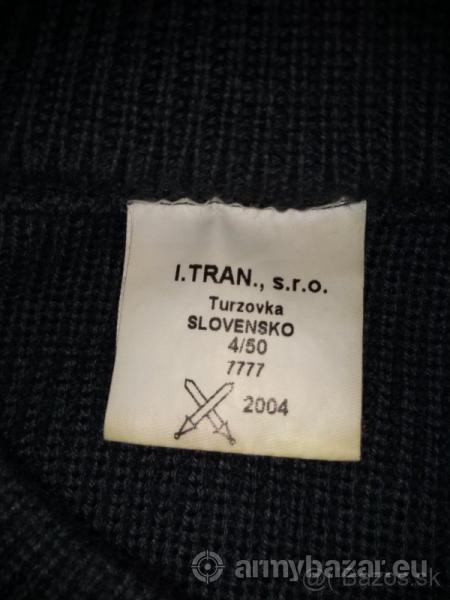 I.TRAN., s.r.o.
Turzovka
SLOVENSKO
4/50
7777
2004
armybazar.eu
Bazos.sk